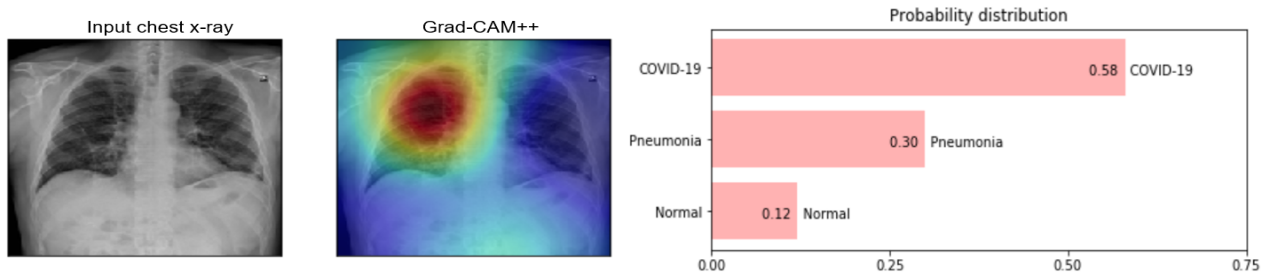 Input chest x-ray
Grad-CAM++
Probability distribution
COVID-19
0.58 COVID-19
Pneumonia
0.30 Pneumonia
Normal
0.12 Normal
0.00 0.25 0.50 0.75